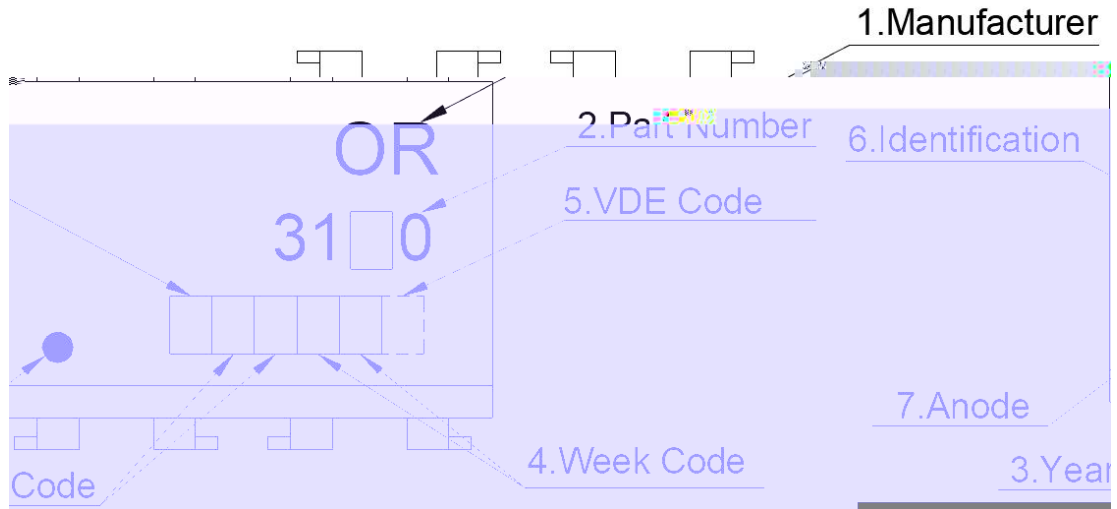 1.Manufacturer
OR
2.Part Number
6.Identification
5.VDE Code
31□0
7.Anode
4.Week Code
3.Year
Code